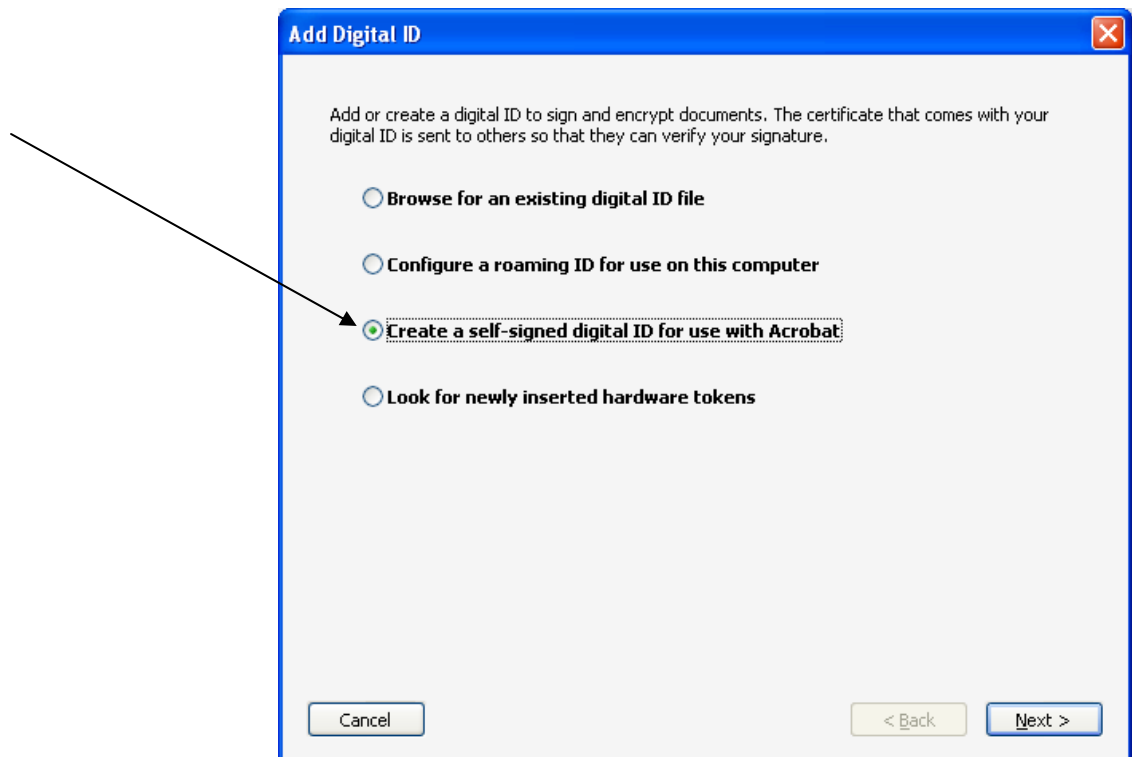 Add Digital ID
Add or create a digital ID to sign and encrypt documents. The certificate that comes with your
digital ID is sent to others so that they can verify your signature.
Browse for an existing digital ID file
Configure a roaming ID for use on this computer
Create a self-signed digital ID for use with Acrobat
Look for newly inserted hardware tokens
Cancel
< Back
Next >